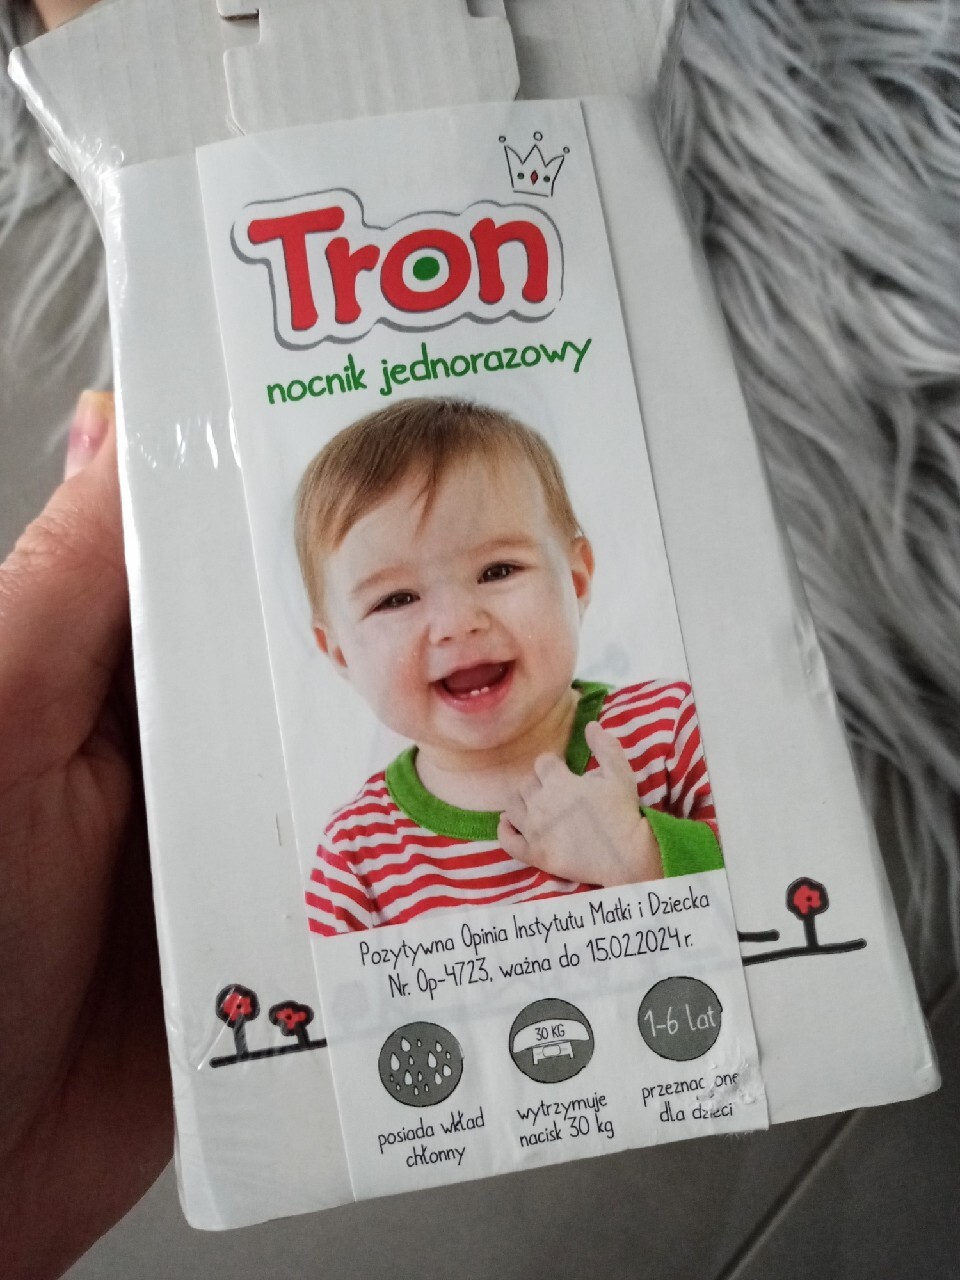 Tron
nocnik jednorazowy
Pozytywna Opinia Instytutu Matki i Dziecka
Nr. Op-4723, ważna do 15.02.2024 r.
30 KG
1-6 lat
posiada wkład
chłonny
wytrzymuje
nacisk 30 kg
przeznaczone
dla dzieci